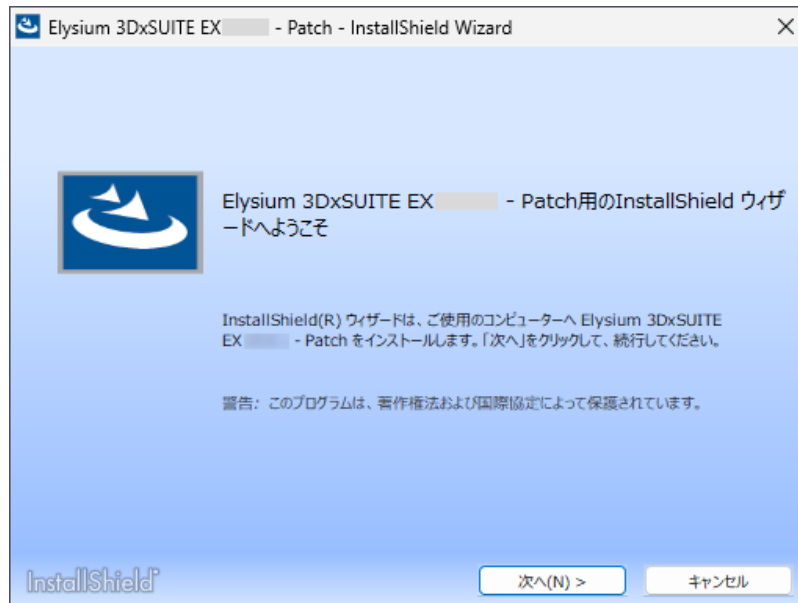 Elysium 3DxSUITE EX - Patch - InstallShield Wizard
Elysium 3DxSUITE EX - Patch用のInstallShield ウィザ
ードへようこそ
InstallShield(R) ウィザードは、ご使用のコンピューターへ Elysium 3DxSUITE
EX - Patch をインストールします。「次へ」をクリックして、続行してください。
警告: このプログラムは、著作権法および国際協定によって保護されています。
InstallShield
次へ(N) > キャンセル